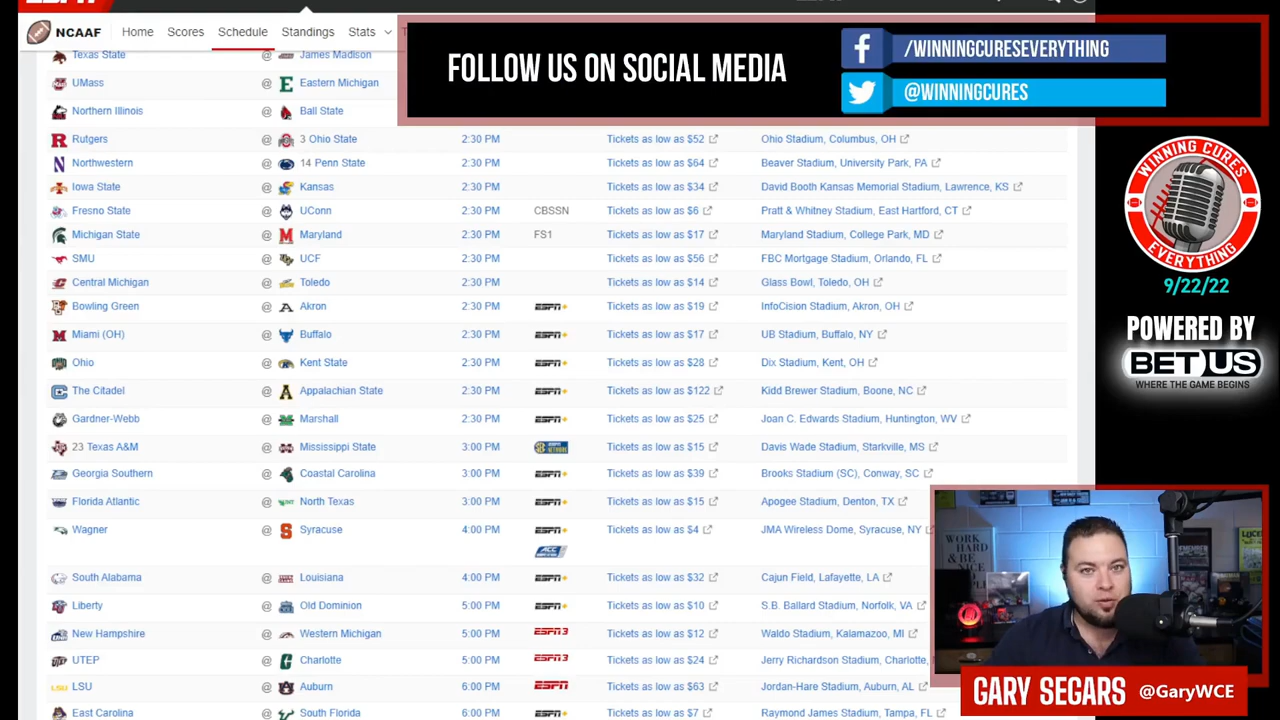 NCAAF Home Scores Schedule Standings Stats
FOLLOW US ON SOCIAL MEDIA
/WINNINGCURESEVERYTHING
@WINNINGCURES
Texas State @ James Madison
UMass @ Eastern Michigan
Northern Illinois @ Ball State
Rutgers @ 3 Ohio State 2:30 PM Tickets as low as $52 Ohio Stadium, Columbus, OH
Northwestern @ 14 Penn State 2:30 PM Tickets as low as $64 Beaver Stadium, University Park, PA
Iowa State @ Kansas 2:30 PM Tickets as low as $34 David Booth Kansas Memorial Stadium, Lawrence, KS
Fresno State @ UConn 2:30 PM CBSSN Tickets as low as $6 Pratt & Whitney Stadium, East Hartford, CT
Michigan State @ Maryland 2:30 PM FS1 Tickets as low as $17 Maryland Stadium, College Park, MD
SMU @ UCF 2:30 PM Tickets as low as $56 FBC Mortgage Stadium, Orlando, FL
Central Michigan @ Toledo 2:30 PM Tickets as low as $14 Glass Bowl, Toledo, OH
Bowling Green @ Akron 2:30 PM ESPN+ Tickets as low as $19 InfoCision Stadium, Akron, OH
Miami (OH) @ Buffalo 2:30 PM ESPN+ Tickets as low as $17 UB Stadium, Buffalo, NY
Ohio @ Kent State 2:30 PM ESPN+ Tickets as low as $28 Dix Stadium, Kent, OH
The Citadel @ Appalachian State 2:30 PM ESPN+ Tickets as low as $122 Kidd Brewer Stadium, Boone, NC
Gardner-Webb @ Marshall 2:30 PM ESPN+ Tickets as low as $25 Joan C. Edwards Stadium, Huntington, WV
23 Texas A&M @ Mississippi State 3:00 PM Tickets as low as $15 Davis Wade Stadium, Starkville, MS
Georgia Southern @ Coastal Carolina 3:00 PM ESPN+ Tickets as low as $39 Brooks Stadium (SC), Conway, SC
Florida Atlantic @ North Texas 3:00 PM ESPN+ Tickets as low as $15 Apogee Stadium, Denton, TX
Wagner @ Syracuse 4:00 PM ESPN+ Tickets as low as $4 JMA Wireless Dome, Syracuse, NY
South Alabama @ Louisiana 4:00 PM ESPN+ Tickets as low as $32 Cajun Field, Lafayette, LA
Liberty @ Old Dominion 5:00 PM ESPN+ Tickets as low as $10 S.B. Ballard Stadium, Norfolk, VA
New Hampshire @ Western Michigan 5:00 PM ESPN3 Tickets as low as $12 Waldo Stadium, Kalamazoo, MI
UTEP @ Charlotte 5:00 PM ESPN3 Tickets as low as $24 Jerry Richardson Stadium, Charlotte,
LSU @ Auburn 6:00 PM ESPN Tickets as low as $63 Jordan-Hare Stadium, Auburn, AL
East Carolina @ South Florida 6:00 PM Tickets as low as $7 Raymond James Stadium, Tampa, FL
WINNING CURES
EVERYTHING
9/22/22
POWERED BY
BETUS
WHERE THE GAME BEGINS
WORK
HARD
& BE
GARY SEGARS @GaryWCE